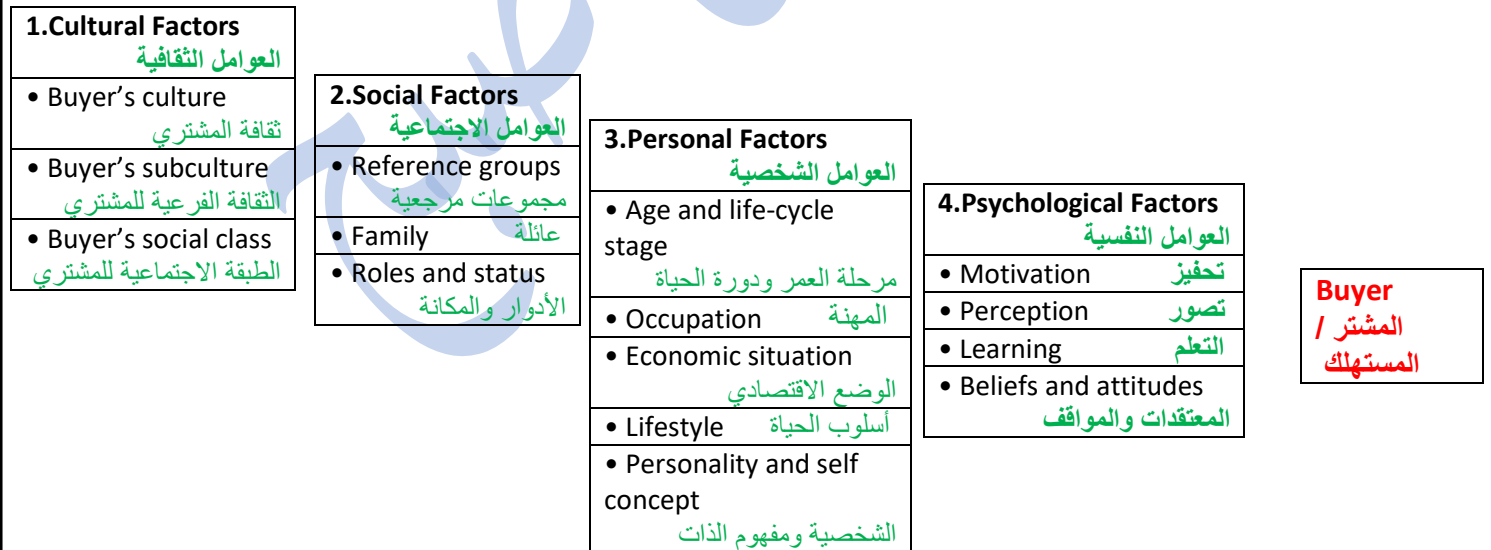 1.Cultural Factors
العوامل الثقافية
• Buyer’s culture
ثقافة المشتري
• Buyer’s subculture
الثقافة الفرعية للمشتري
• Buyer’s social class
الطبقة الاجتماعية للمشتري
2.Social Factors
العوامل الاجتماعية
• Reference groups
مجموعات مرجعية
• Family عائلة
• Roles and status
الأدوار والمكانة
3.Personal Factors
العوامل الشخصية
• Age and life-cycle
stage
مرحلة العمر ودورة الحياة
• Occupation المهنة
• Economic situation
الوضع الاقتصادي
• Lifestyle أسلوب الحياة
• Personality and self
concept
الشخصية ومفهوم الذات
4.Psychological Factors
العوامل النفسية
• Motivation تحفيز
• Perception تصور
• Learning التعلم
• Beliefs and attitudes
المعتقدات والمواقف
Buyer
المشتر /
المستهلك